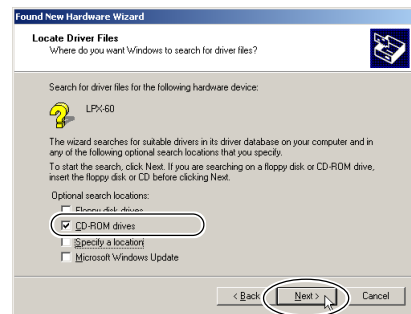 Found New Hardware Wizard
Locate Driver Files
Where do you want Windows to search for driver files?
Search for driver files for the following hardware device:
LPX-60
The wizard searches for suitable drivers in its driver database on your computer and in
any of the following optional search locations that you specify.
To start the search, click Next. If you are searching on a floppy disk or CD-ROM drive,
insert the floppy disk or CD before clicking Next.
Optional search locations:
Floppy disk drives
CD-ROM drives
Specify a location
Microsoft Windows Update
< Back
Next >
Cancel